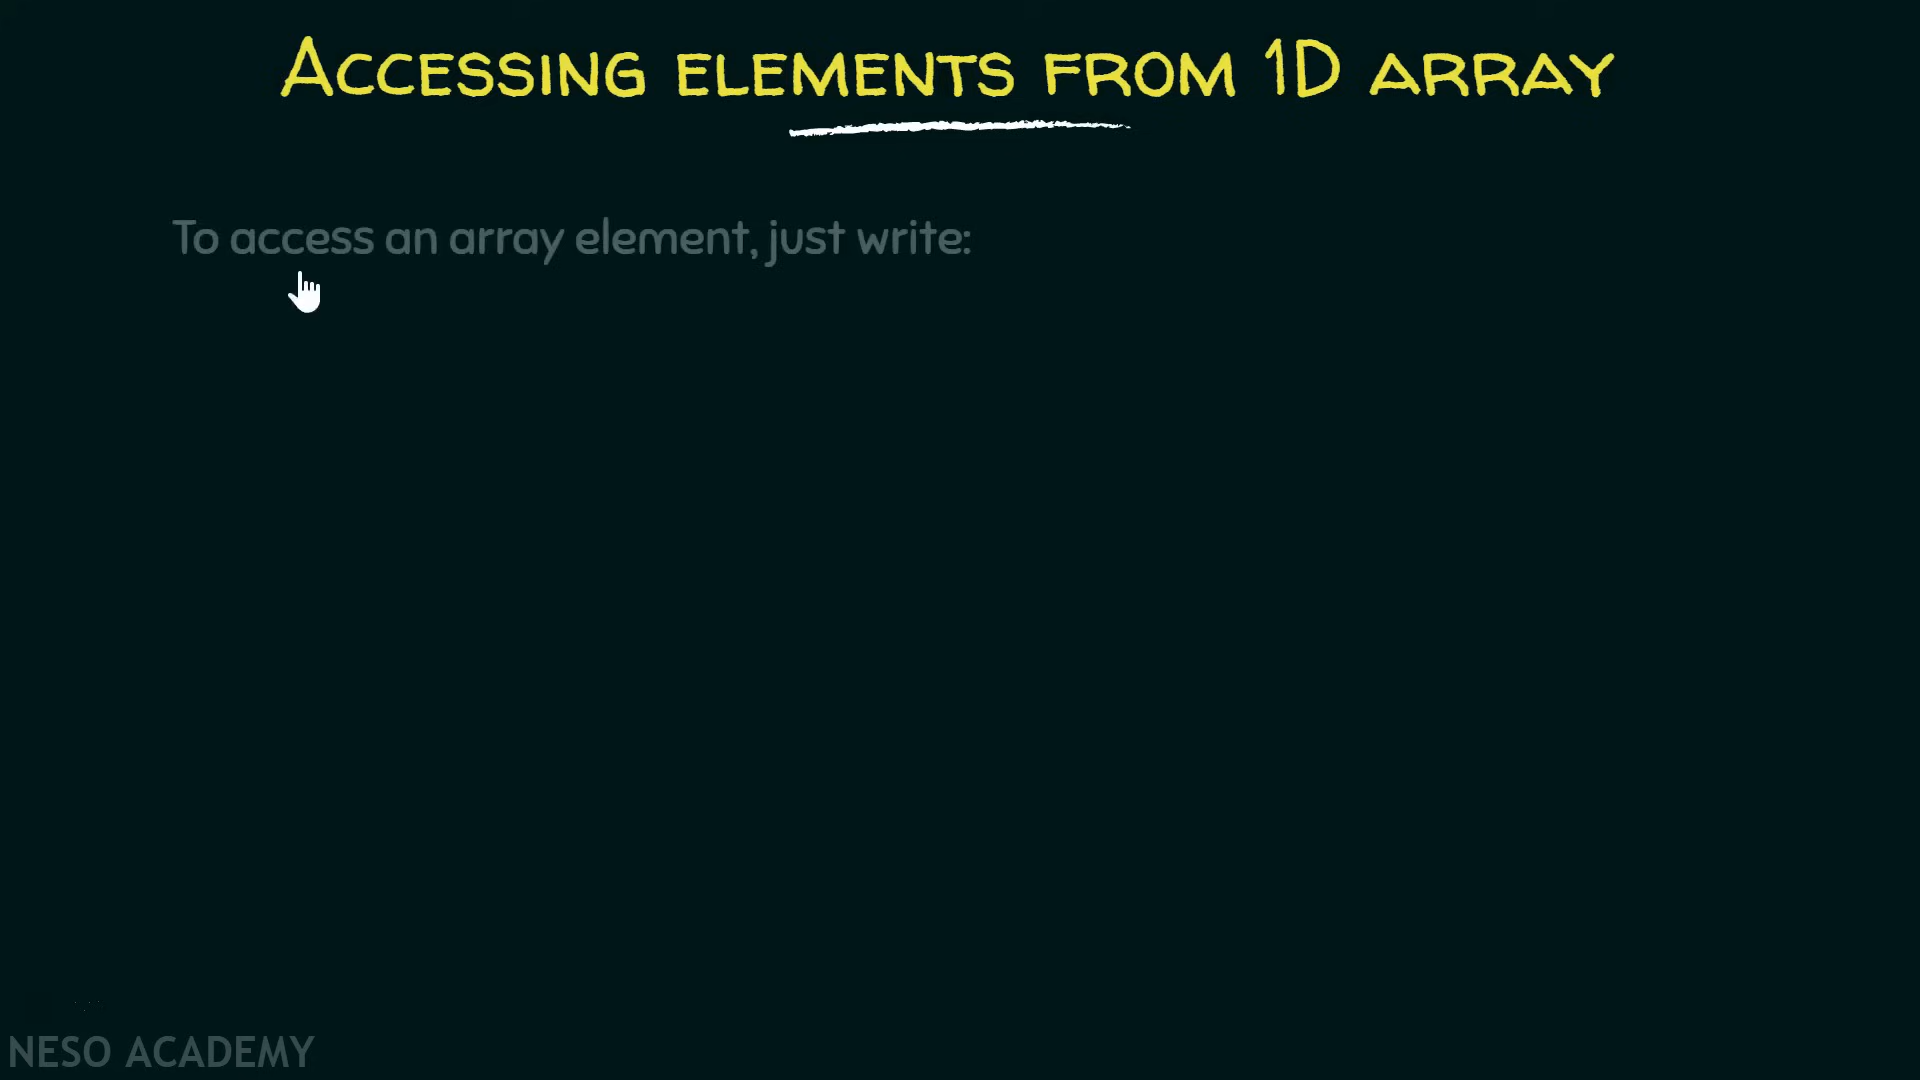 Accessing elements from 1D array
To access an array element, just write:
NESO ACADEMY